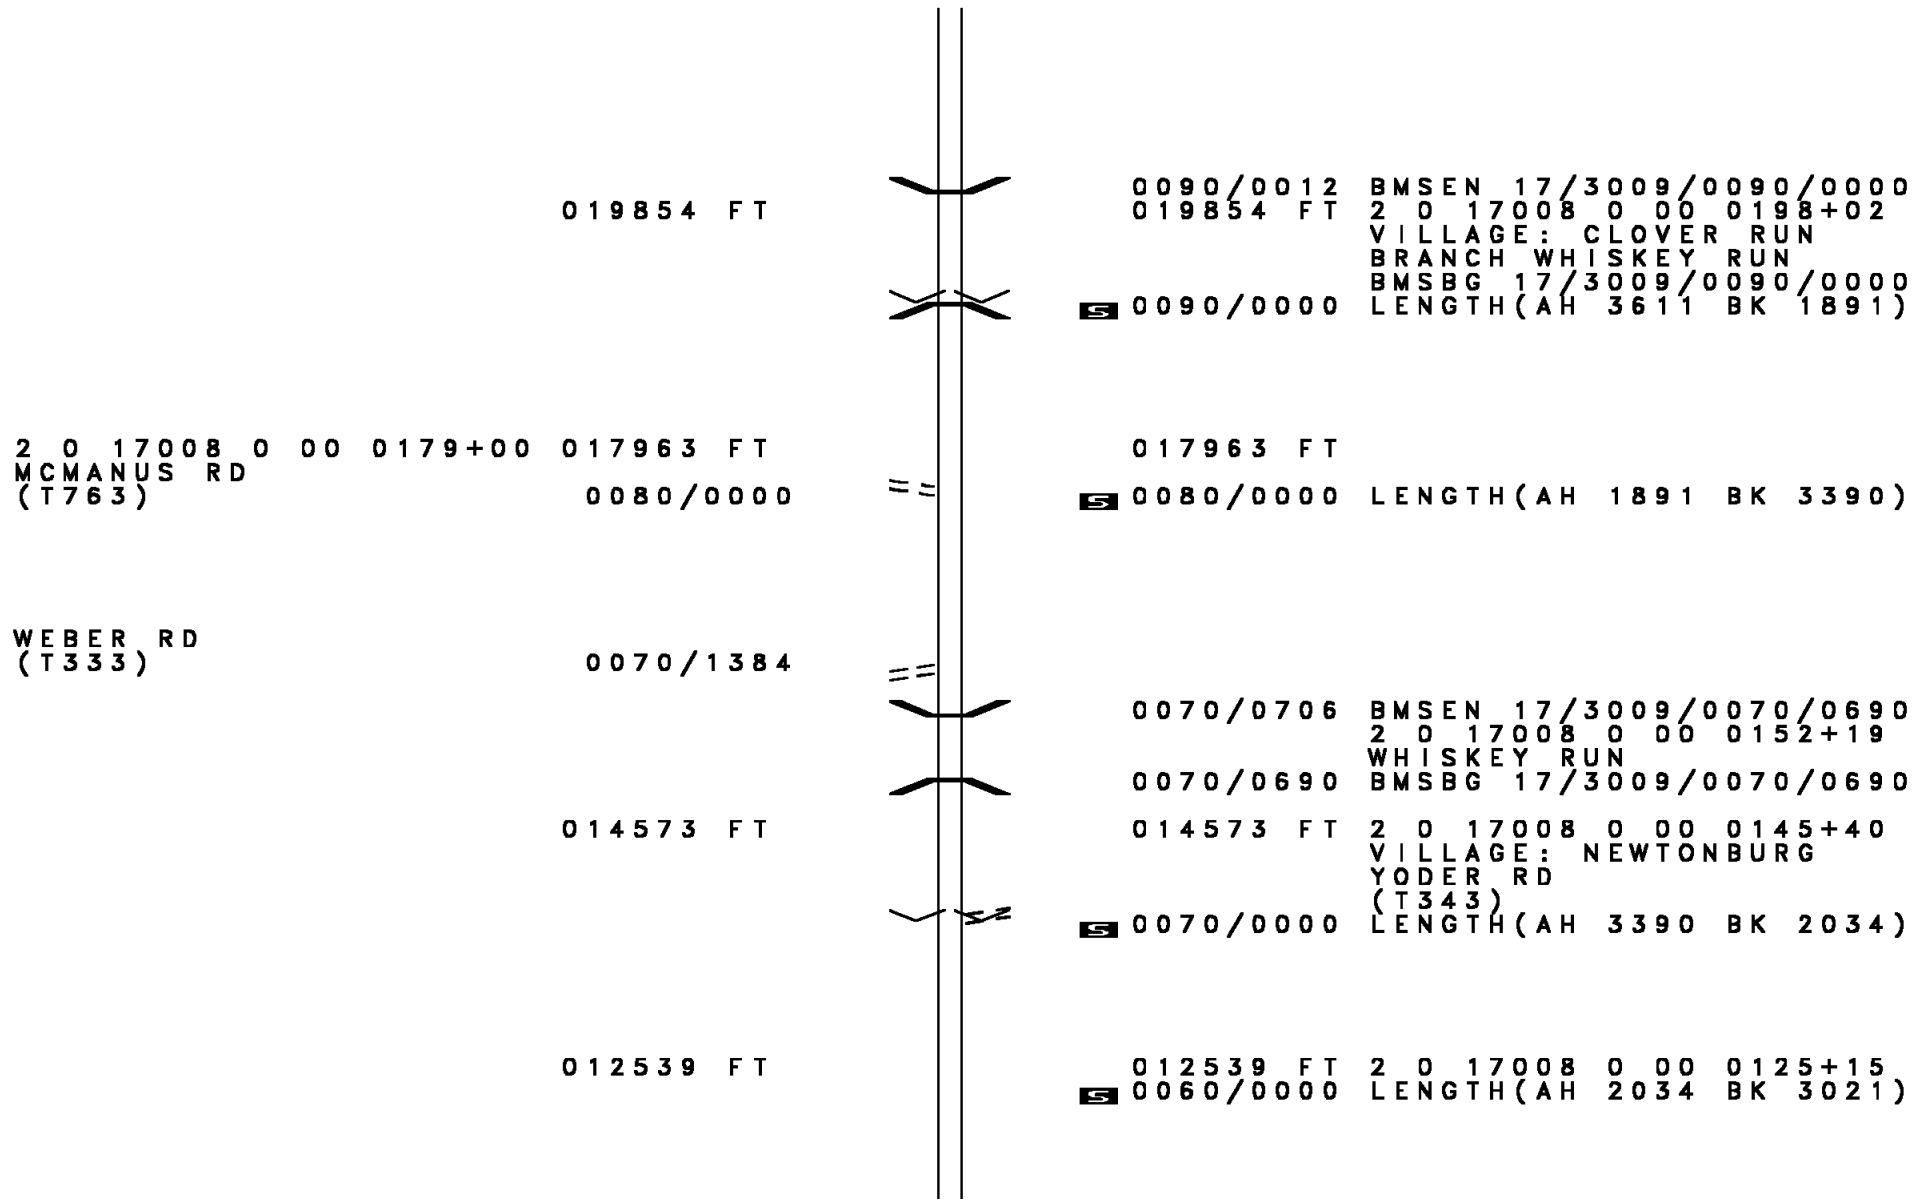 0090/0012 BMSEN 17/3009/0090/0000
019854 FT 019854 FT 2 0 17008 0 00 0198+02
VILLAGE: CLOVER RUN
BRANCH WHISKEY RUN
BMSBG 17/3009/0090/0000
S 0090/0000 LENGTH(AH 3611 BK 1891)
2 0 17008 0 00 0179+00 017963 FT 017963 FT
MCMANUS RD
(T763) 0080/0000 S 0080/0000 LENGTH(AH 1891 BK 3390)
WEBER RD
(T333) 0070/1384
0070/0706 BMSEN 17/3009/0070/0690
2 0 17008 0 00 0152+19
WHISKEY RUN
0070/0690 BMSBG 17/3009/0070/0690
014573 FT 014573 FT 2 0 17008 0 00 0145+40
VILLAGE: NEWTONBURG
YODER RD
(T343)
S 0070/0000 LENGTH(AH 3390 BK 2034)
012539 FT 012539 FT 2 0 17008 0 00 0125+15
S 0060/0000 LENGTH(AH 2034 BK 3021)